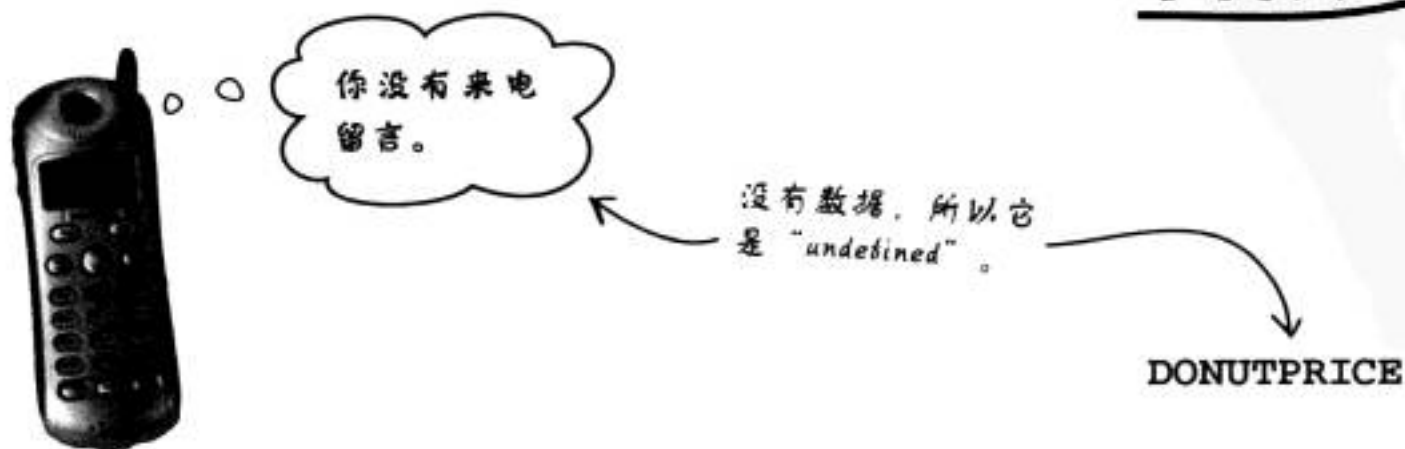 你没有来电
留言。
没有数据，所以它
是“undefined”。
DONUTPRICE